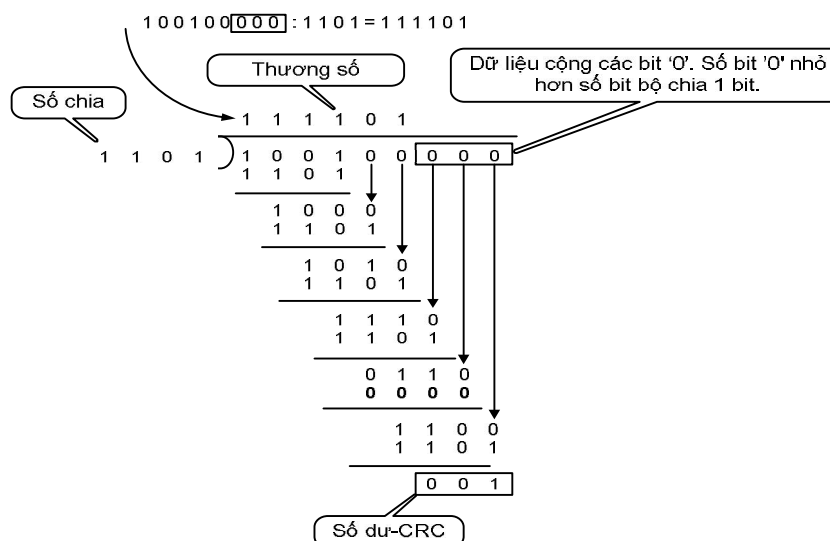 100100000:1101=111101
Thương số
Dữ liệu cộng các bit ‘0’. Số bit ’0’ nhỏ
hơn số bit bộ chia 1 bit.
Số chia
1 1 1 1 0 1
1 1 0 1 1 0 0 1 0 0 0 0 0
1 1 0 1
1 0 0 0
1 1 0 1
1 0 1 0
1 1 0 1
1 1 1 0
1 1 0 1
0 1 1 0
0 0 0 0
1 1 0 0
1 1 0 1
0 0 1
Số dư-CRC